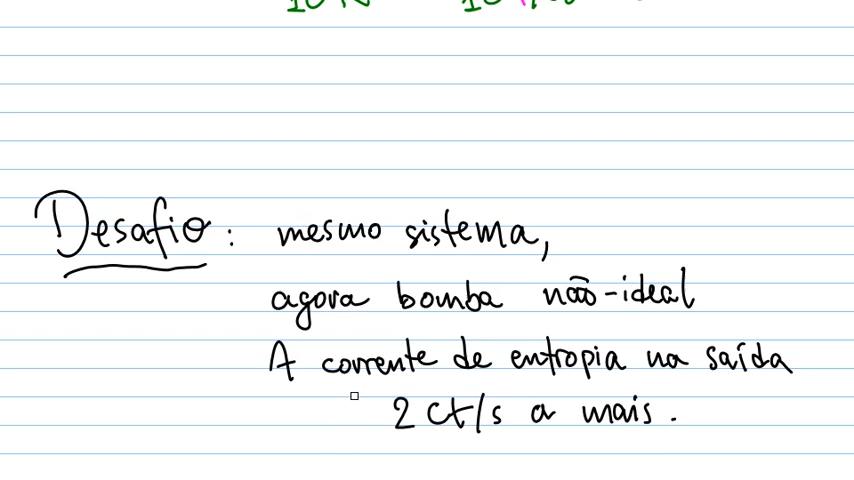 Desafio: mesmo sistema,
agora bomba não-ideal
A corrente de entropia na saída
2 Ct/s a mais.